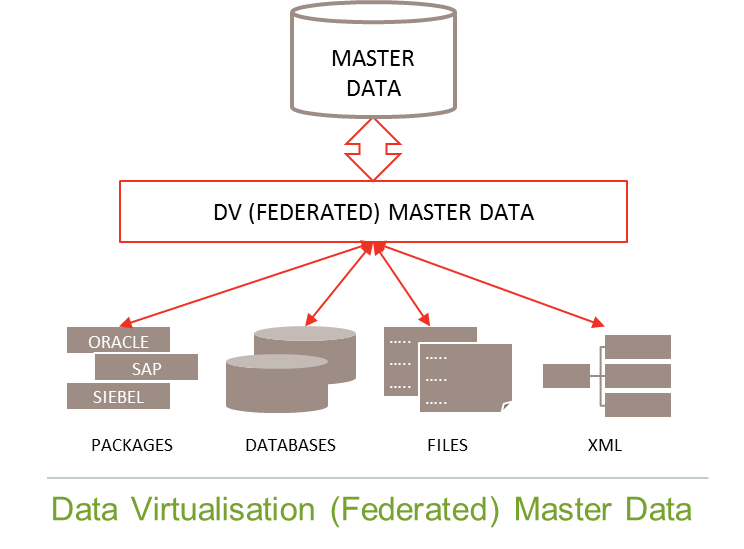 MASTER
DATA
DV (FEDERATED) MASTER DATA
ORACLE
SAP
SIEBEL
.....
.....
.....
.....
.....
.....
PACKAGES
DATABASES
FILES
XML
Data Virtualisation (Federated) Master Data